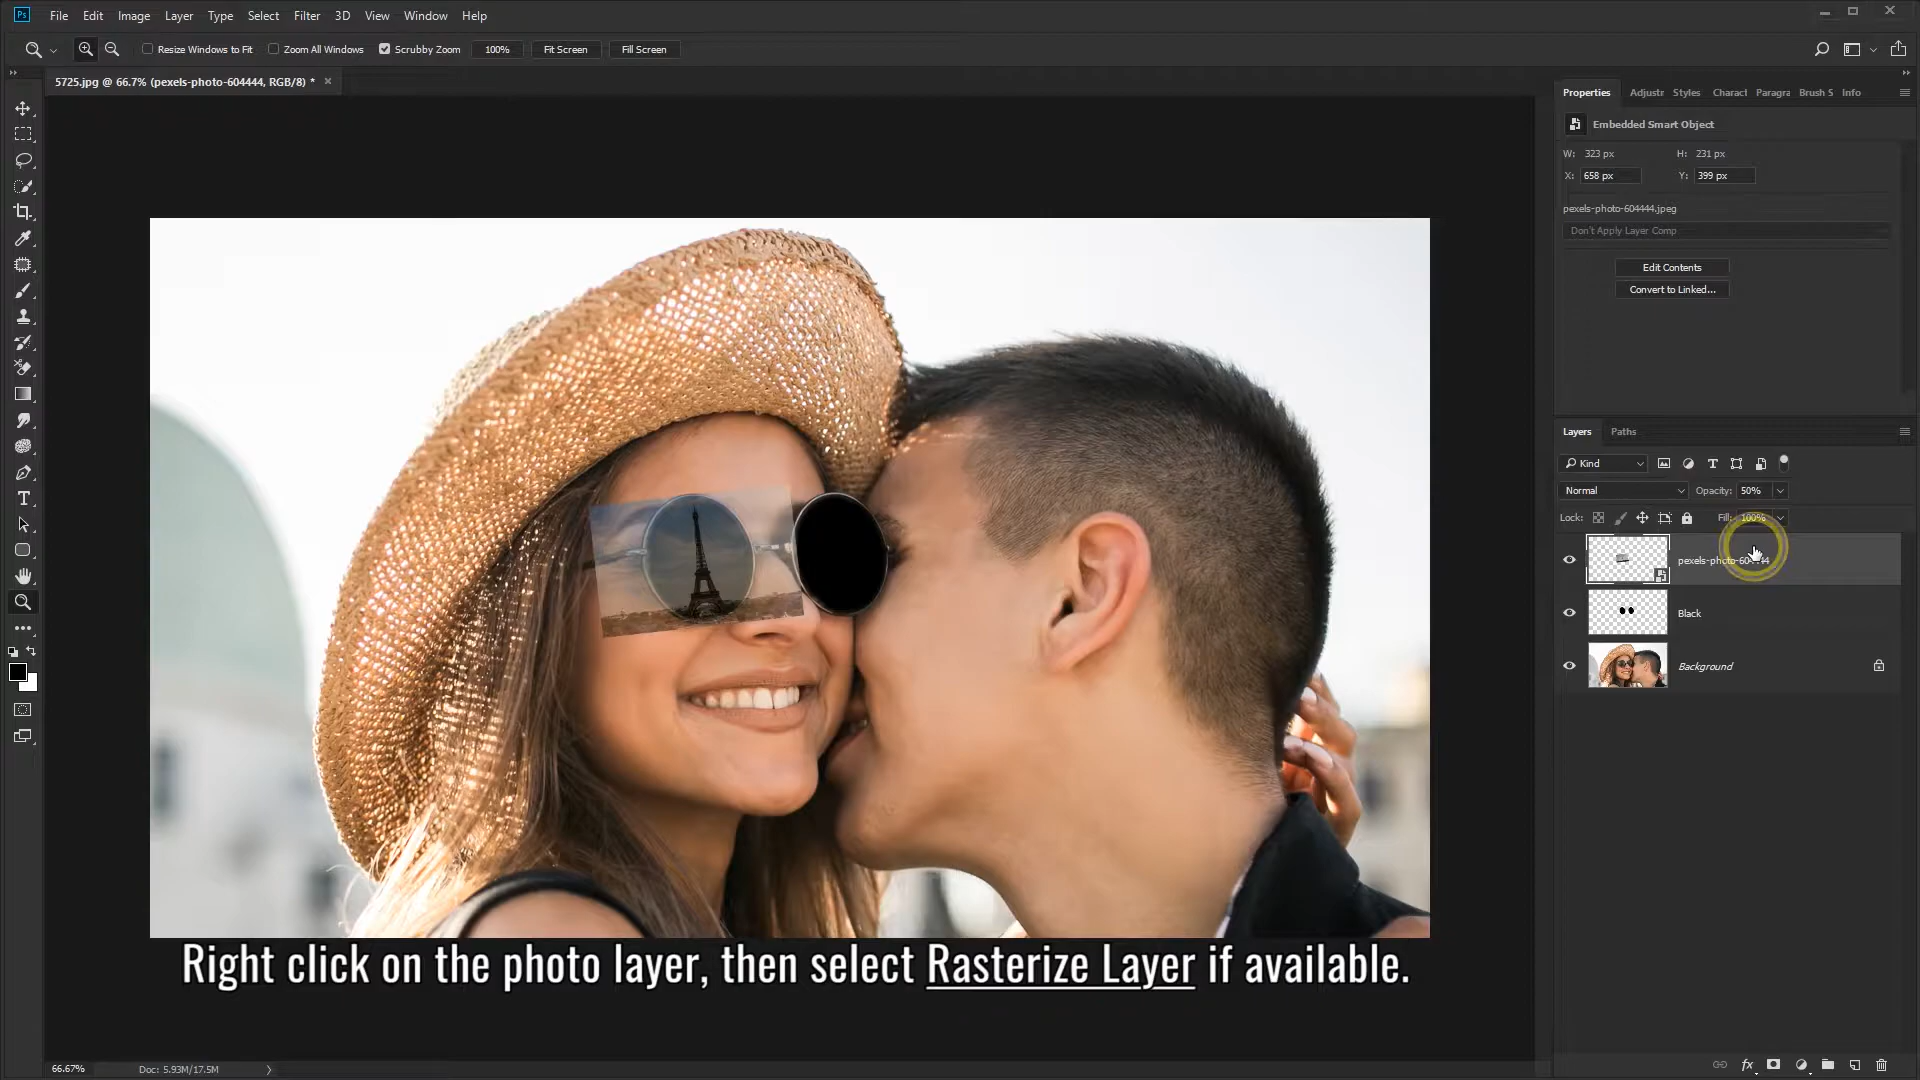 Ps File Edit Image Layer Type Select Filter 3D View Window Help
Resize Windows to Fit Zoom All Windows Scrubby Zoom 100% Fit Screen Fill Screen
5725.jpg @ 66.7% (pexels-photo-604444, RGB/8) *
Properties Adjustr Styles Charact Paragra Brush S Info
Embedded Smart Object
W: 323 px H: 231 px
X: 658 px Y: 399 px
pexels-photo-604444.jpeg
Don't Apply Layer Comp
Edit Contents
Convert to Linked...
Layers Paths
Kind
Normal Opacity: 50%
Lock: Fill: 100%
pexels-photo-604444
Black
Background
Right click on the photo layer, then select Rasterize Layer if available.
66.67% Doc: 5.93M/17.5M